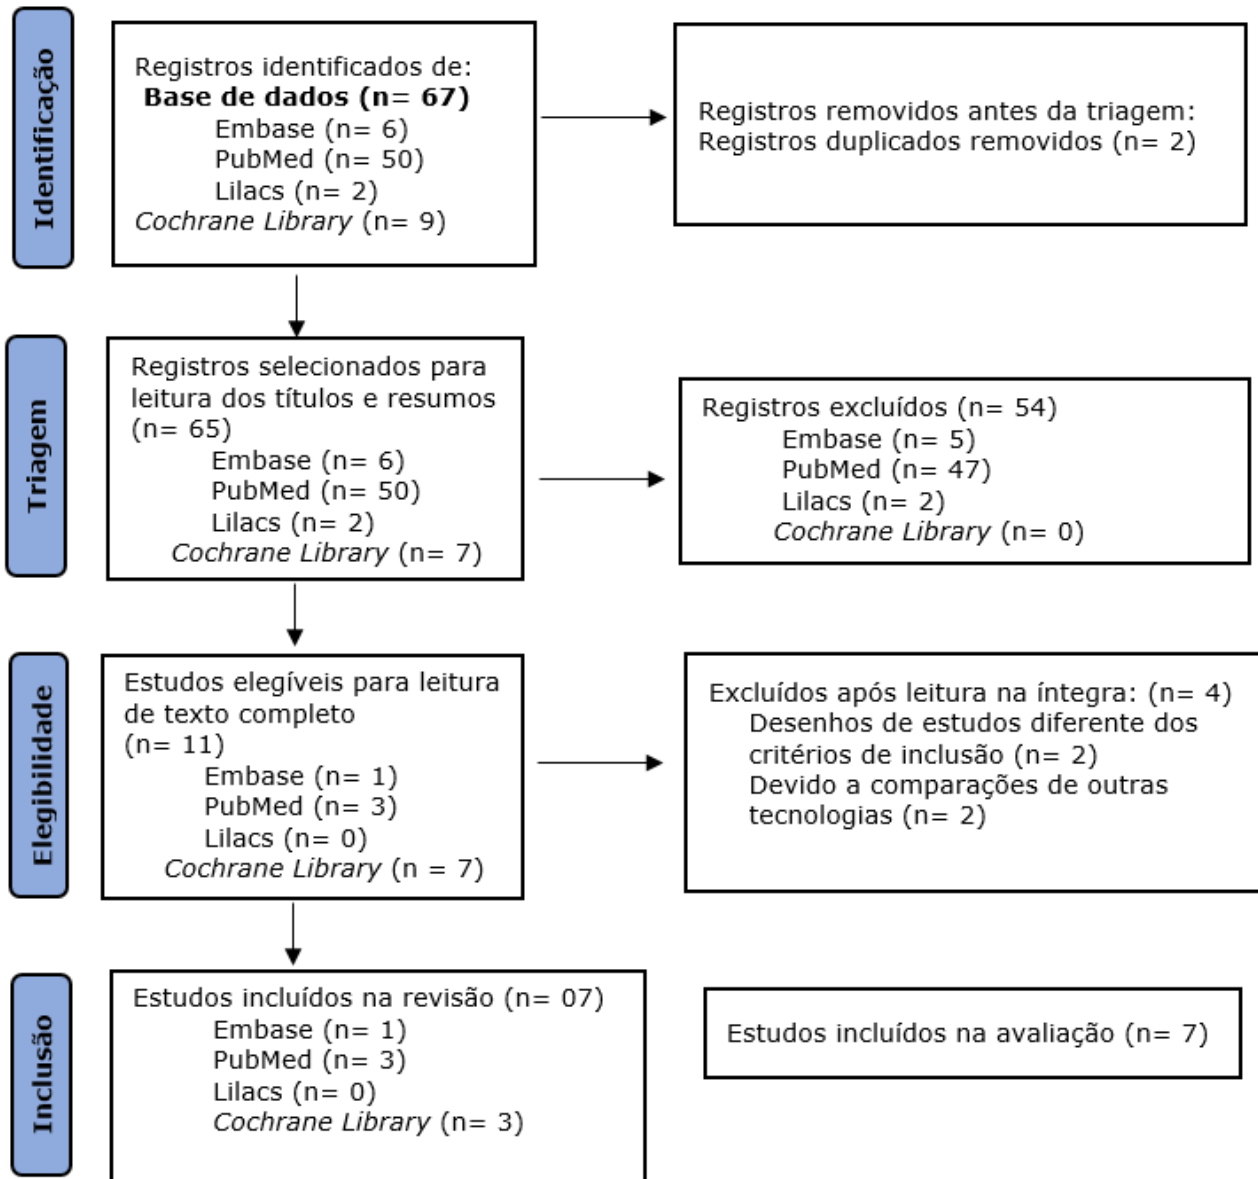 Identificação
Registros identificados de:
Base de dados (n= 67)
Embase (n= 6)
PubMed (n= 50)
Lilacs (n= 2)
Cochrane Library (n= 9)
Registros removidos antes da triagem:
Registros duplicados removidos (n= 2)
Triagem
Registros selecionados para
leitura dos títulos e resumos
(n= 65)
Embase (n= 6)
PubMed (n= 50)
Lilacs (n= 2)
Cochrane Library (n= 7)
Registros excluídos (n= 54)
Embase (n= 5)
PubMed (n= 47)
Lilacs (n= 2)
Cochrane Library (n= 0)
Elegibilidade
Estudos elegíveis para leitura
de texto completo
(n= 11)
Embase (n= 1)
PubMed (n= 3)
Lilacs (n= 0)
Cochrane Library (n = 7)
Excluídos após leitura na íntegra: (n= 4)
Desenhos de estudos diferente dos
critérios de inclusão (n= 2)
Devido a comparações de outras
tecnologias (n= 2)
Inclusão
Estudos incluídos na revisão (n= 07)
Embase (n= 1)
PubMed (n= 3)
Lilacs (n= 0)
Cochrane Library (n= 3)
Estudos incluídos na avaliação (n= 7)